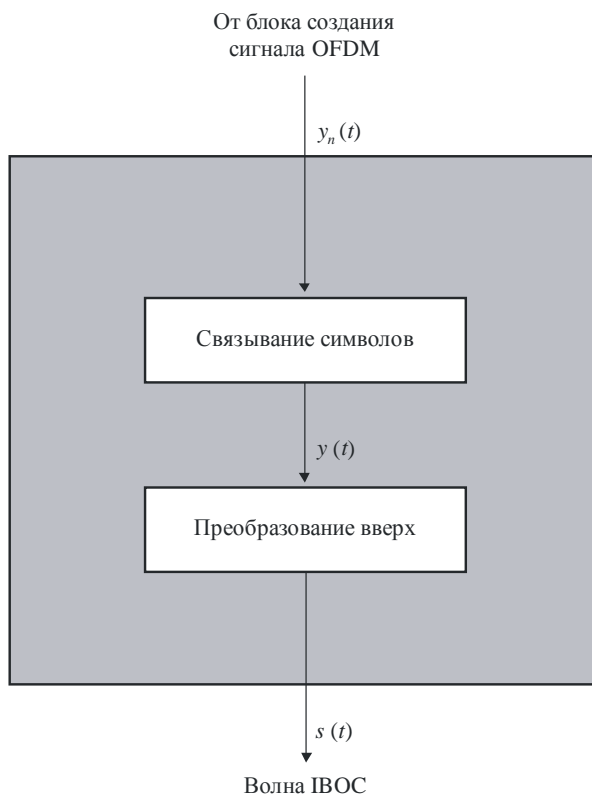 От блока создания
сигнала OFDM
yₙ (t)
Связывание символов
y (t)
Преобразование вверх
s (t)
Волна IBOC